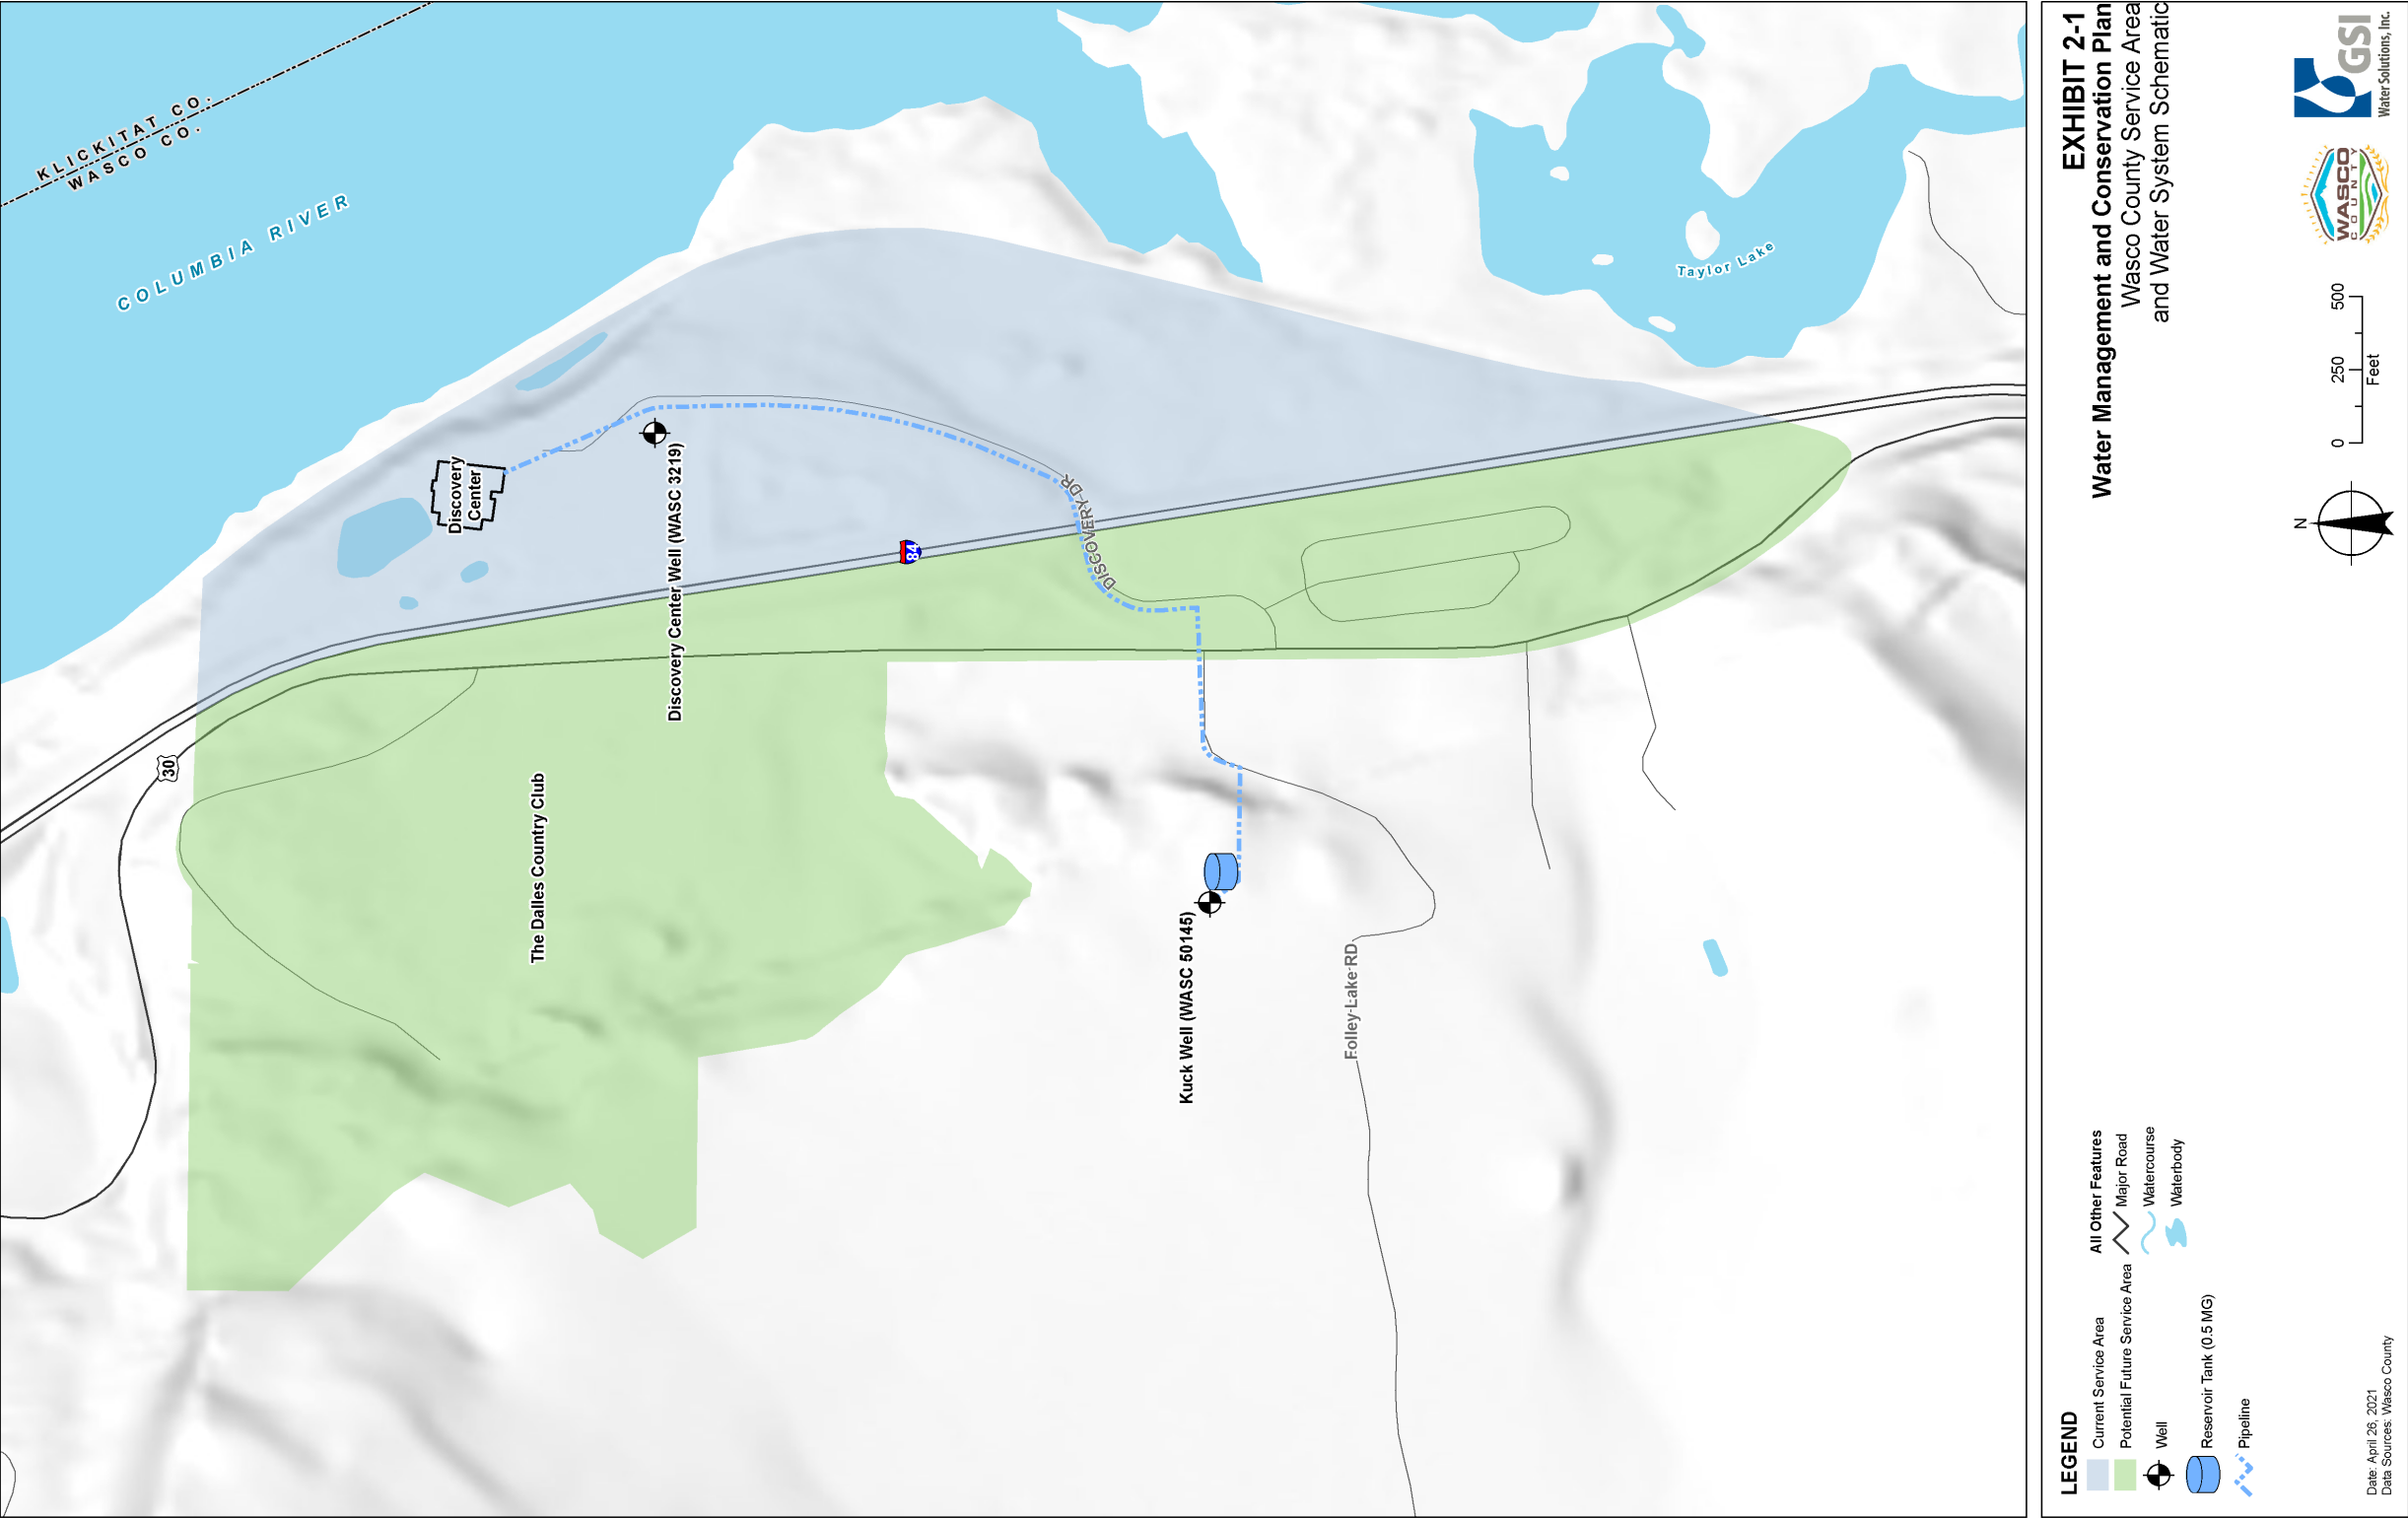 KLICKITAT CO.
WASCO CO.
COLUMBIA RIVER
Discovery
Center
Discovery Center Well (WASC 3219)
84
DISCOVERY DR
30
The Dalles Country Club
Taylor Lake
Kuck Well (WASC 50145)
Folley Lake RD
LEGEND
Current Service Area
Potential Future Service Area
Well
Reservoir Tank (0.5 MG)
Pipeline
All Other Features
Major Road
Watercourse
Waterbody
Date: April 26, 2021
Data Sources: Wasco County
N
0 250 500
Feet
EXHIBIT 2-1
Water Management and Conservation Plan
Wasco County Service Area
and Water System Schematic
WASCO
COUNTY
GSI
Water Solutions, Inc.